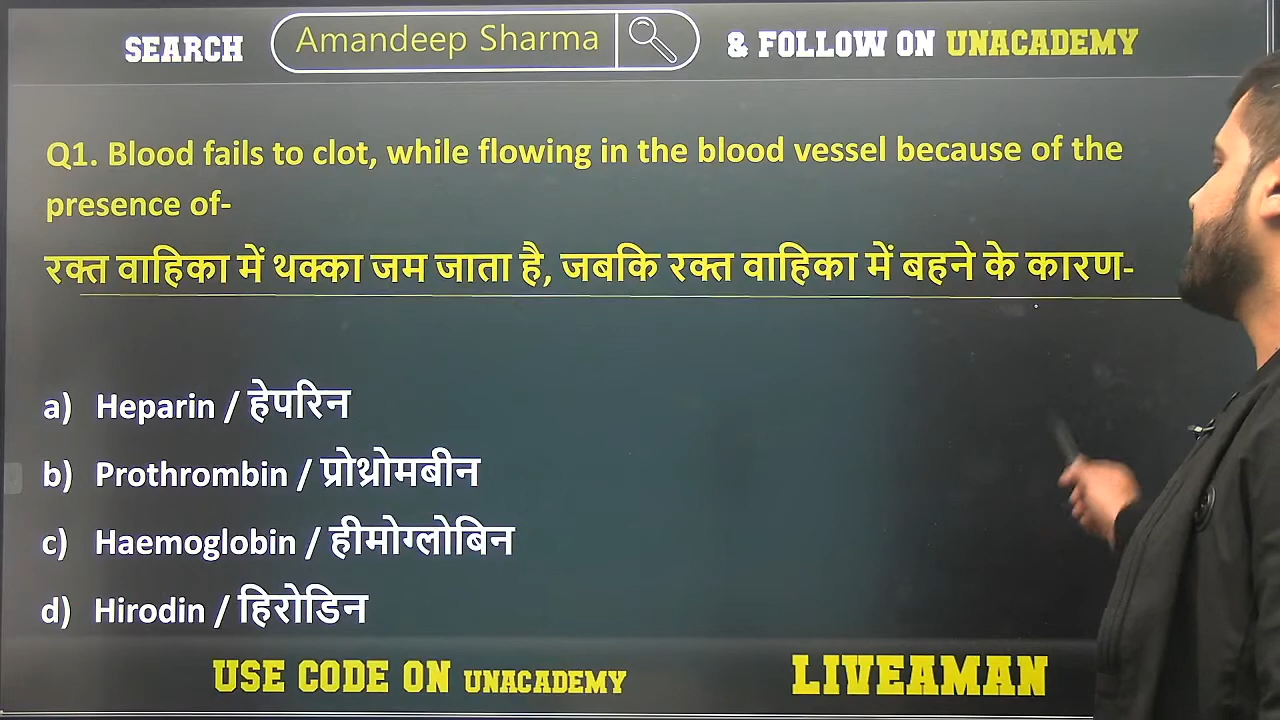 SEARCH Amandeep Sharma & FOLLOW ON UNACADEMY
Q1. Blood fails to clot, while flowing in the blood vessel because of the
presence of-
रक्त वाहिका में थक्का जम जाता है, जबकि रक्त वाहिका में बहने के कारण-
a) Heparin / हेपरिन
b) Prothrombin / प्रोथ्रोमबीन
c) Haemoglobin / हीमोग्लोबिन
d) Hirodin / हिरोडिन
USE CODE ON UNACADEMY LIVEAMAN